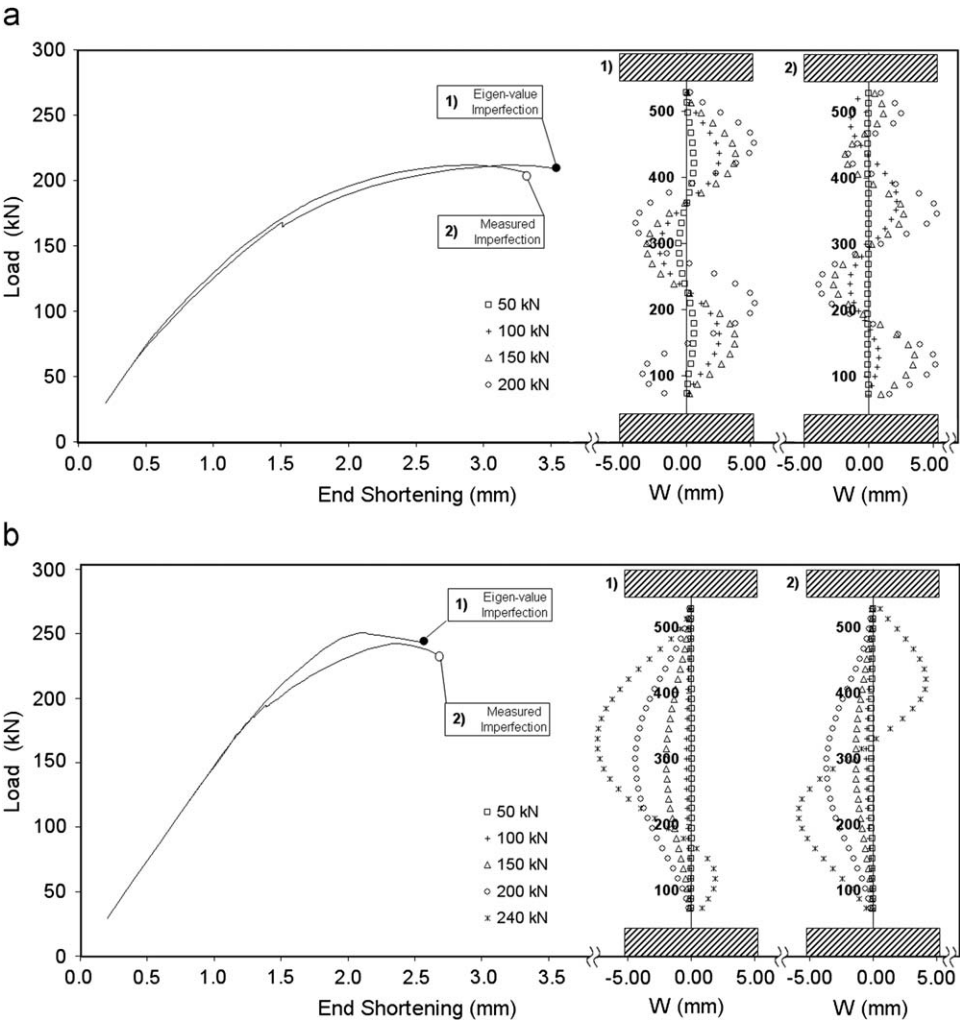 a
300
250
200
150
100
50
0
Load (kN)
0.0 0.5 1.0 1.5 2.0 2.5 3.0 3.5
End Shortening (mm)
1) Eigen-value
Imperfection
2) Measured
Imperfection
50 kN
100 kN
150 kN
200 kN
1)
500
400
300
200
100
-5.00 0.00 5.00
W (mm)
2)
500
400
300
200
100
-5.00 0.00 5.00
W (mm)
b
300
250
200
150
100
50
0
Load (kN)
0.0 0.5 1.0 1.5 2.0 2.5 3.0 3.5
End Shortening (mm)
1) Eigen-value
Imperfection
2) Measured
Imperfection
50 kN
100 kN
150 kN
200 kN
240 kN
1)
500
400
300
200
100
-5.00 0.00 5.00
W (mm)
2)
500
400
300
200
100
-5.00 0.00 5.00
W (mm)